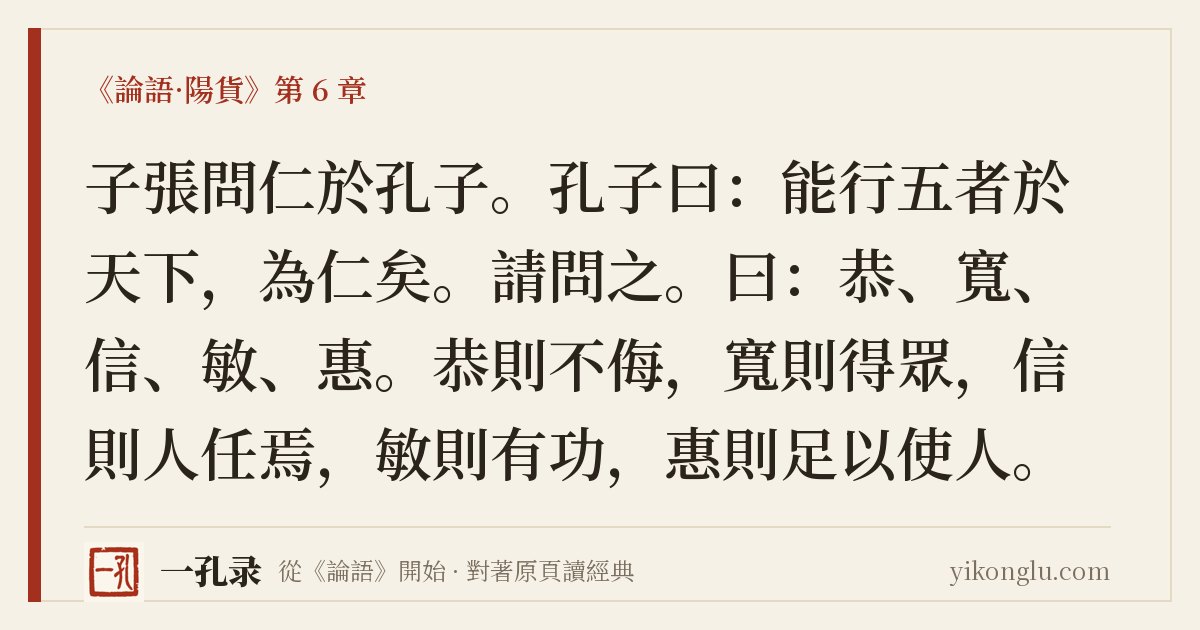 《論語·陽貨》第 6 章
子張問仁於孔子。孔子曰：能行五者於
天下，為仁矣。請問之。曰：恭、寬、
信、敏、惠。恭則不侮，寬則得眾，信
則人任焉，敏則有功，惠則足以使人。
一孔
一孔录
從《論語》開始 · 對著原頁讀經典
yikonglu.com